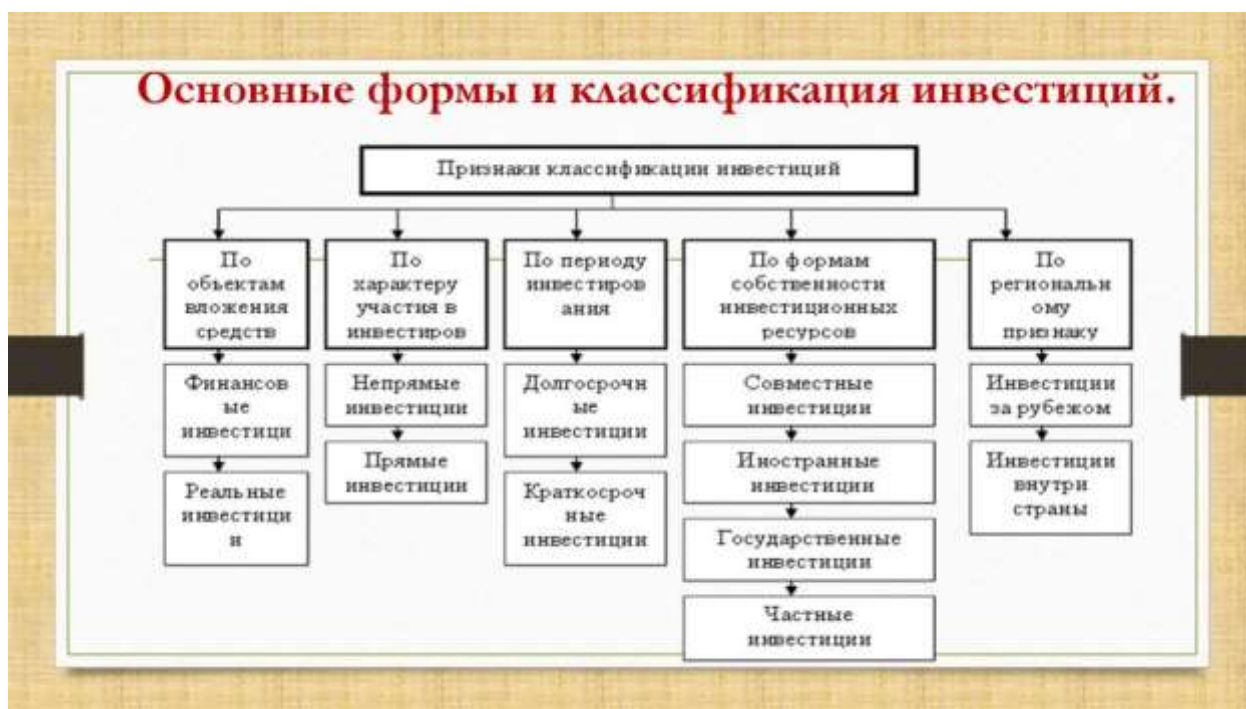 Основные формы и классификация инвестиций.
Признаки классификации инвестиций
По
объектам
вложения
средств
Финансов
ые
инвестици
Реальные
инвестици
и
По
характеру
участия в
инвестиров
Непрямые
инвестиции
Прямые
инвестиции
По периоду
инвестиров
ания
Долгосрочн
ые
инвестиции
Краткосроч
ные
инвестиции
По формам
собственности
инвестиционных
ресурсов
Совместные
инвестиции
Иностранные
инвестиции
Государственные
инвестиции
Частные
инвестиции
По
региональн
ому
признаку
Инвестиции
за рубежом
Инвестиции
внутри
страны